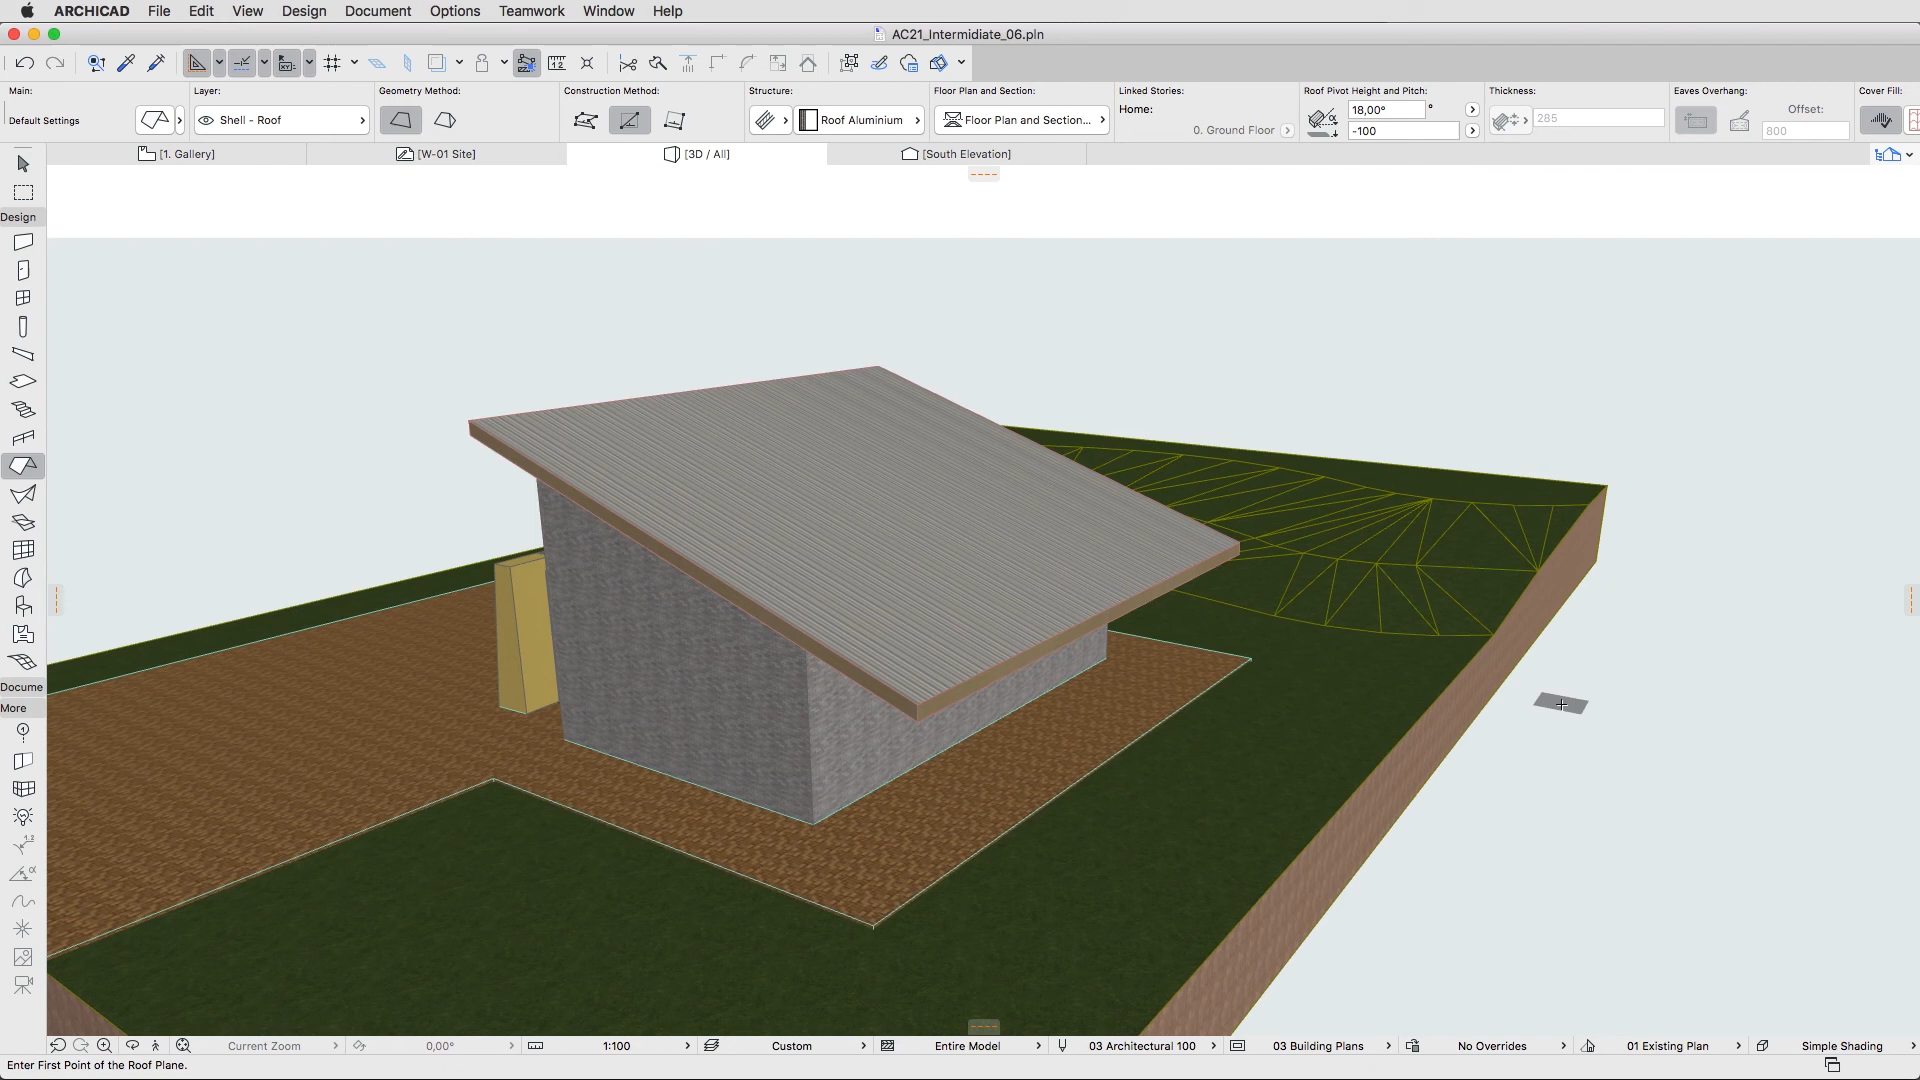 ARCHICAD File Edit View Design Document Options Teamwork Window Help
AC21_Intermidiate_06.pln
Main: Layer: Geometry Method: Construction Method: Structure: Floor Plan and Section: Linked Stories: Roof Pivot Height and Pitch: Thickness: Eaves Overhang: Cover Fill:
Home: 18,00° ° Offset:
Default Settings Shell - Roof Roof Aluminium Floor Plan and Section... 285
0. Ground Floor -100 800
[1. Gallery] [W-01 Site] [3D / All] [South Elevation]
Design
Docume
More
1.2
Current Zoom 0,00° 1:100 Custom Entire Model 03 Architectural 100 03 Building Plans No Overrides 01 Existing Plan Simple Shading
Enter First Point of the Roof Plane.